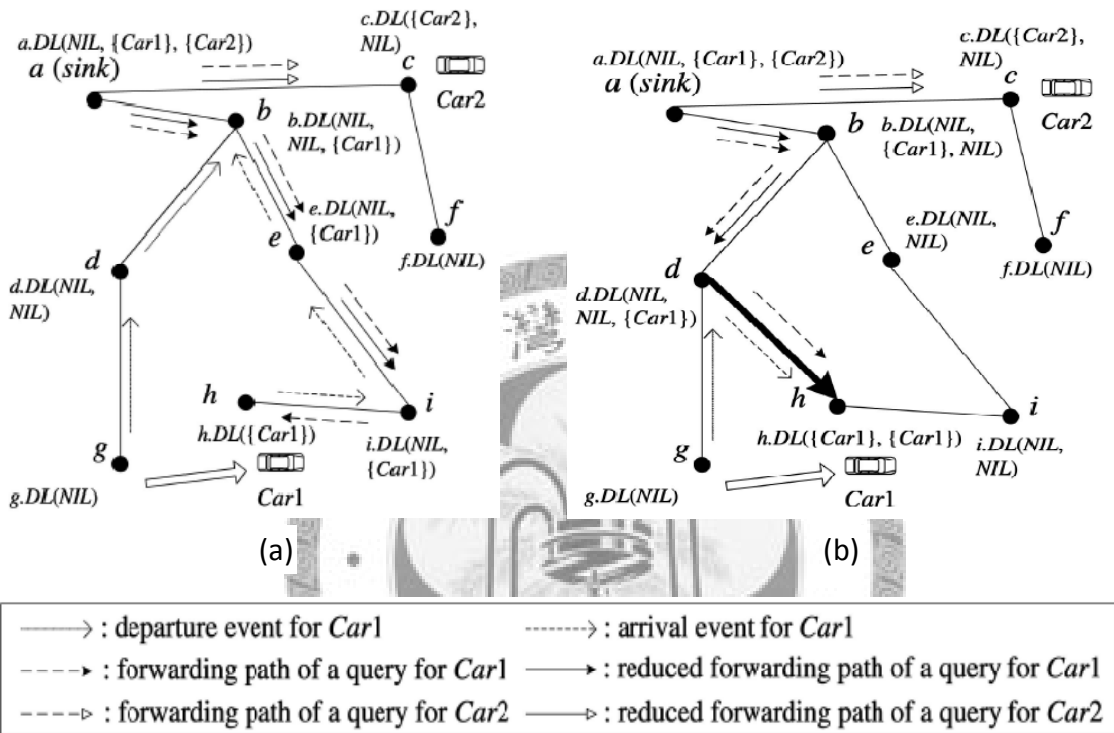 a.DL(NIL, {Car1}, {Car2})
a (sink)
c.DL({Car2},
NIL)
c
Car2
b
b.DL(NIL,
NIL, {Car1})
e.DL(NIL,
{Car1})
e
f
f.DL(NIL)
d
d.DL(NIL,
NIL)
h
h.DL({Car1})
i
i.DL(NIL,
{Car1})
g
g.DL(NIL)
Car1
(a)
a.DL(NIL, {Car1}, {Car2})
a (sink)
c.DL({Car2},
NIL)
c
Car2
b
b.DL(NIL,
{Car1}, NIL)
e.DL(NIL,
NIL)
e
f
f.DL(NIL)
d
d.DL(NIL,
NIL, {Car1})
h
h.DL({Car1}, {Car1})
i
i.DL(NIL,
NIL)
g
g.DL(NIL)
Car1
(b)
: departure event for Car1
: arrival event for Car1
: forwarding path of a query for Car1
: reduced forwarding path of a query for Car1
: forwarding path of a query for Car2
: reduced forwarding path of a query for Car2